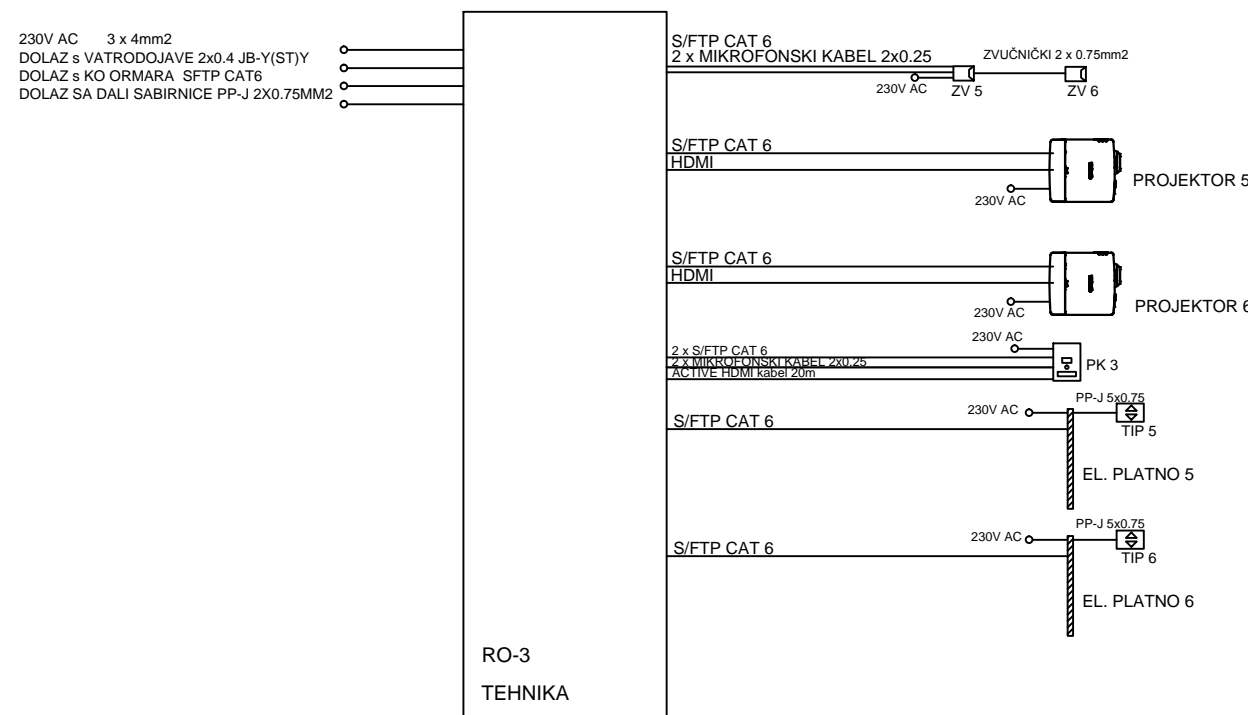 230V AC 3 x 4mm2
DOLAZ s VATRODOJAVE 2x0.4 JB-Y(ST)Y
DOLAZ s KO ORMARA SFTP CAT6
DOLAZ SA DALI SABIRNICE PP-J 2X0.75MM2
S/FTP CAT 6
2 x MIKROFONSKI KABEL 2x0.25
ZVUČNIČKI 2 x 0.75mm2
230V AC
ZV 5
ZV 6
S/FTP CAT 6
HDMI
230V AC
PROJEKTOR 5
S/FTP CAT 6
HDMI
230V AC
PROJEKTOR 6
230V AC
2 x S/FTP CAT 6
2 x MIKROFONSKI KABEL 2x0.25
ACTIVE HDMI kabel 20m
PK 3
PP-J 5x0.75
230V AC
S/FTP CAT 6
TIP 5
EL. PLATNO 5
PP-J 5x0.75
230V AC
S/FTP CAT 6
TIP 6
EL. PLATNO 6
RO-3
TEHNIKA